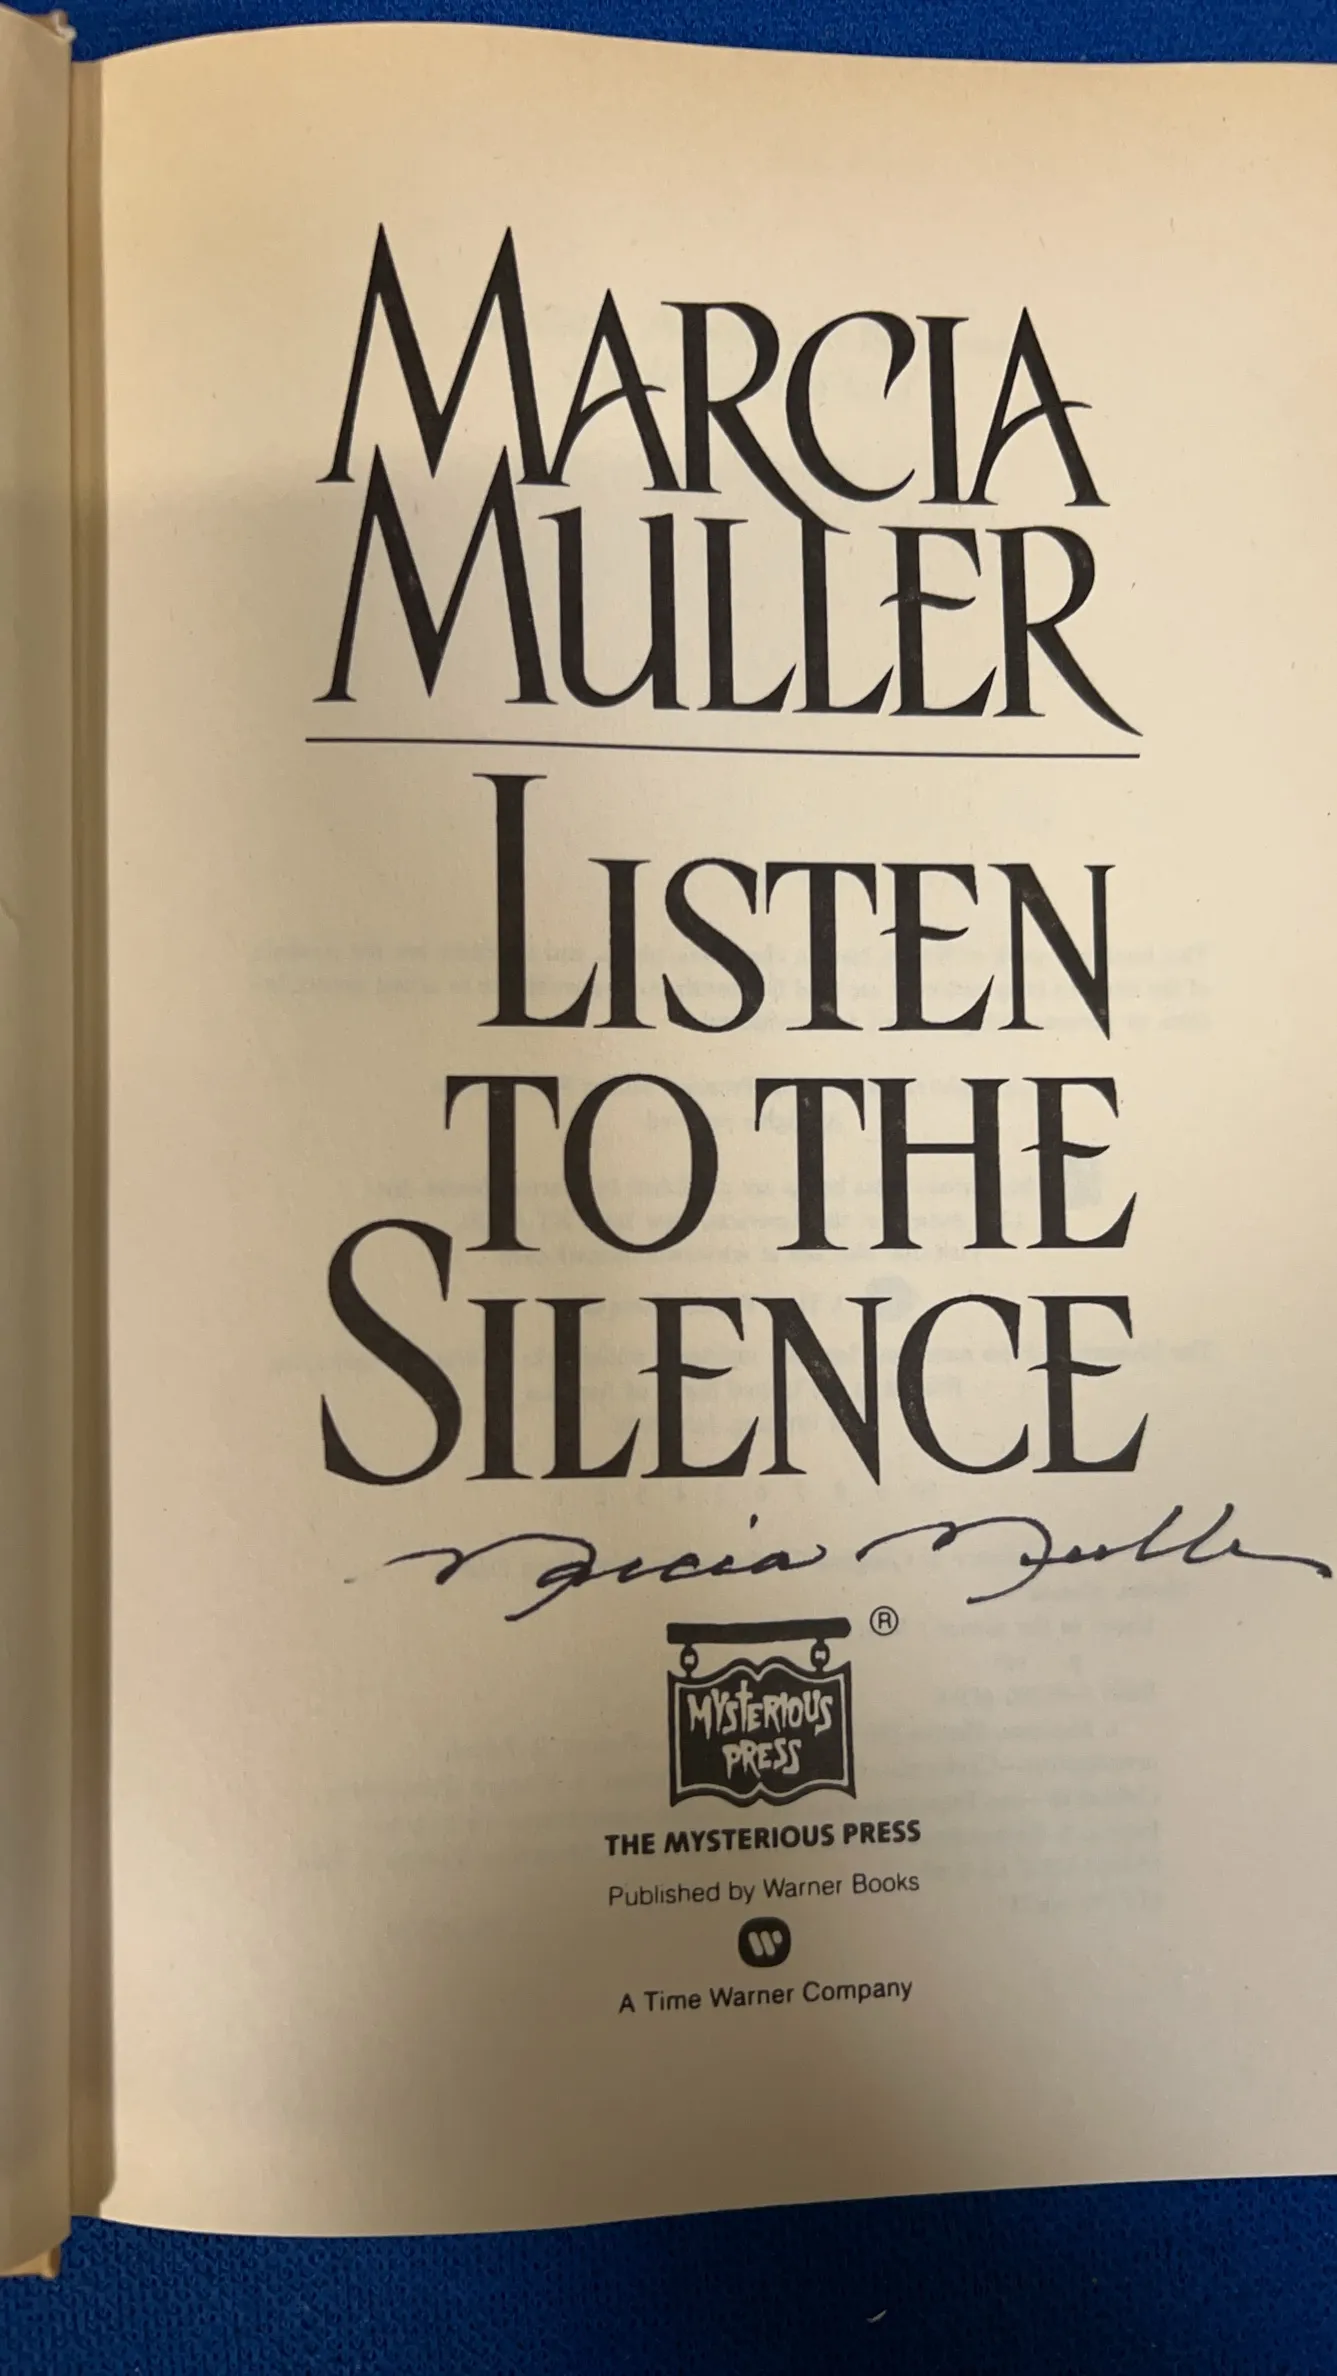 MARCIA
MULLER
LISTEN
TO THE
SILENCE
Marcia Muller
®
MYSTERIOUS
PRESS
THE MYSTERIOUS PRESS
Published by Warner Books
A Time Warner Company